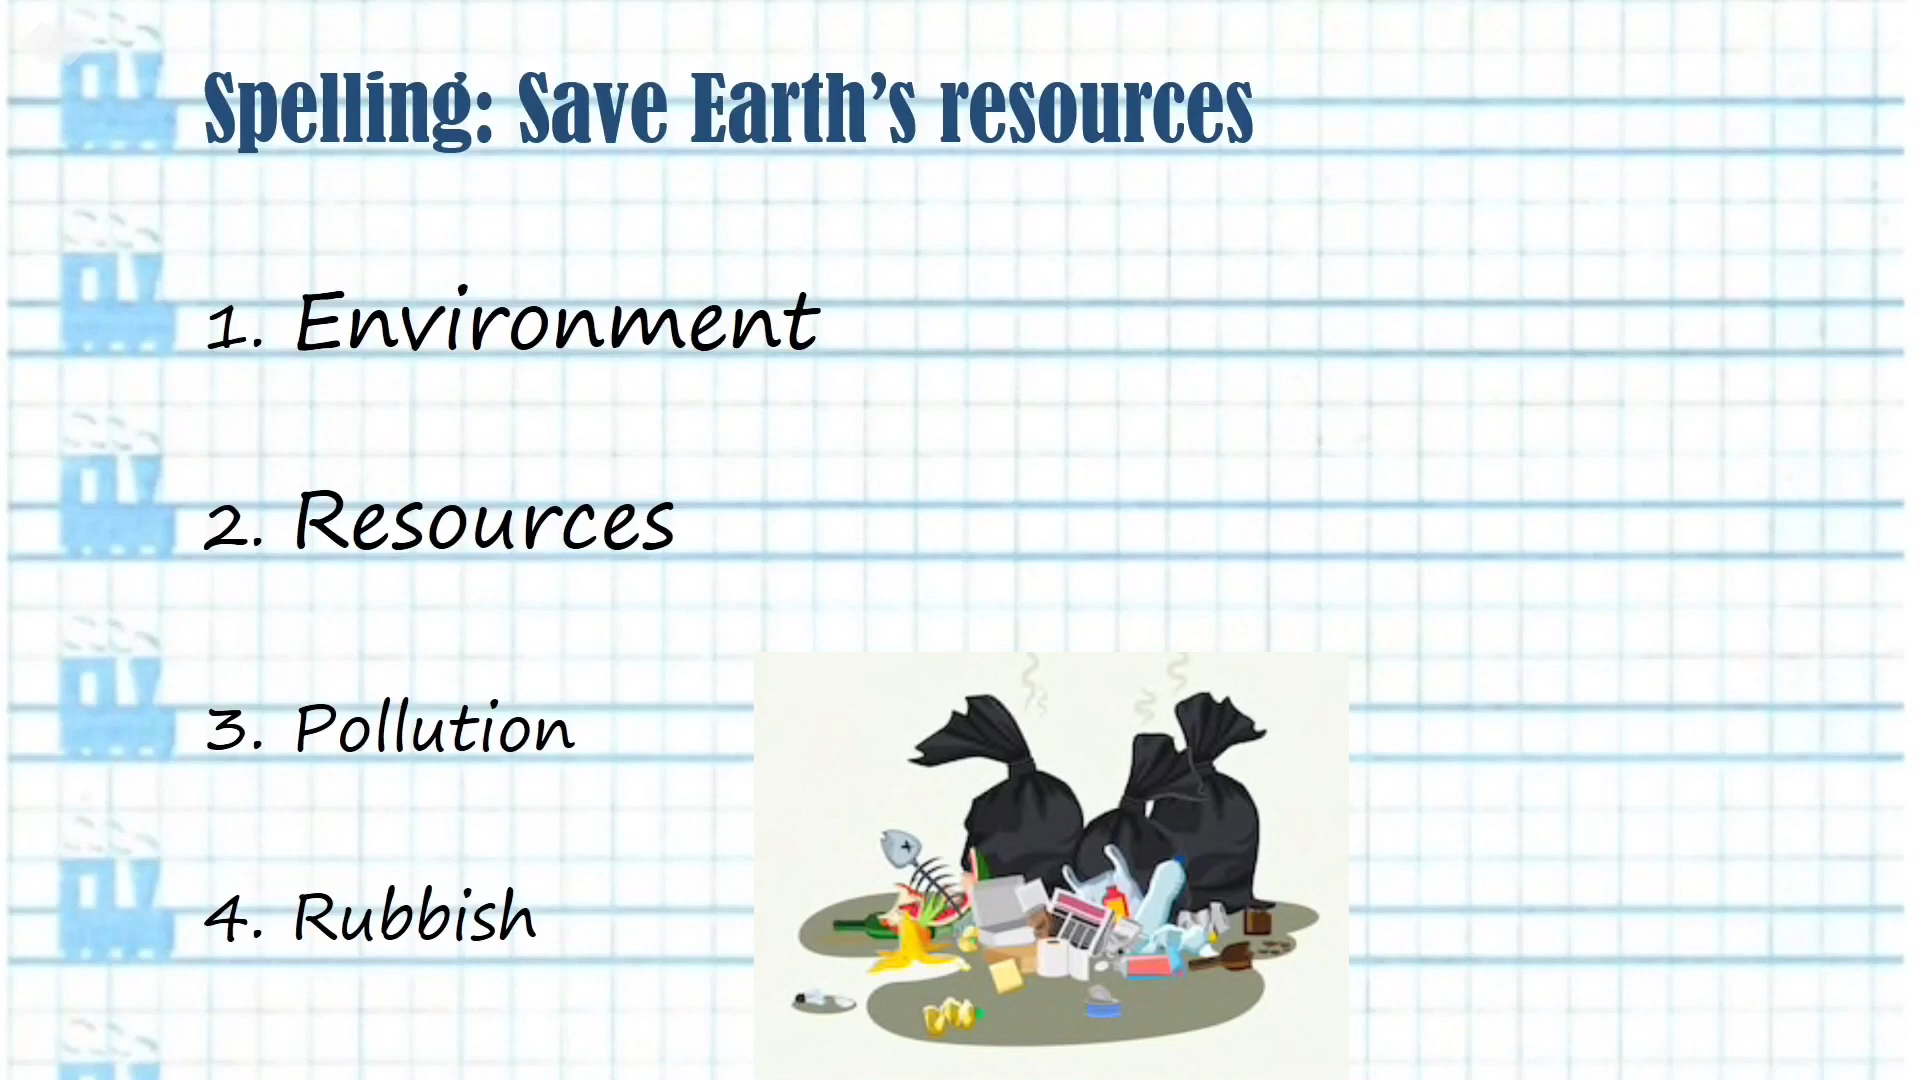 Spelling: Save Earth’s resources
1. Environment
2. Resources
3. Pollution
4. Rubbish